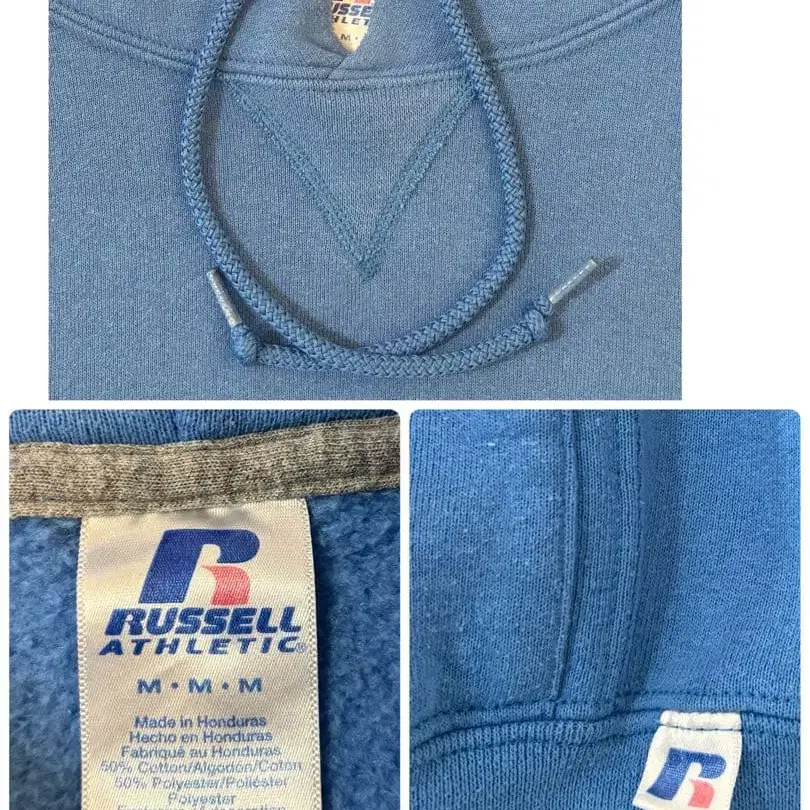 M
RUSSELL
ATHLETIC®
M • M • M
Made in Honduras
Hecho en Honduras
Fabriqué au Honduras
50% Cotton/Algodón/Coton
50% Polyester/Poliéster
Polyester
R